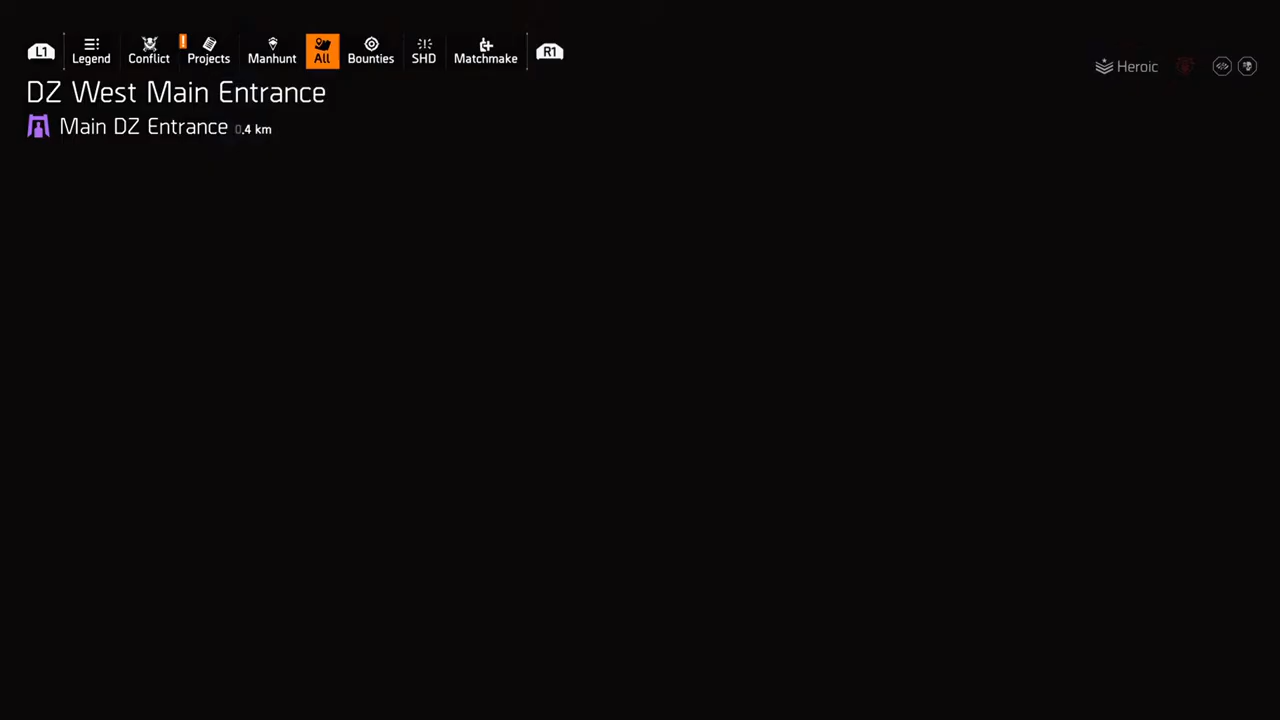 L1 Legend Conflict Projects Manhunt All Bounties SHD Matchmake R1
Heroic
DZ West Main Entrance
Main DZ Entrance 0.4 km